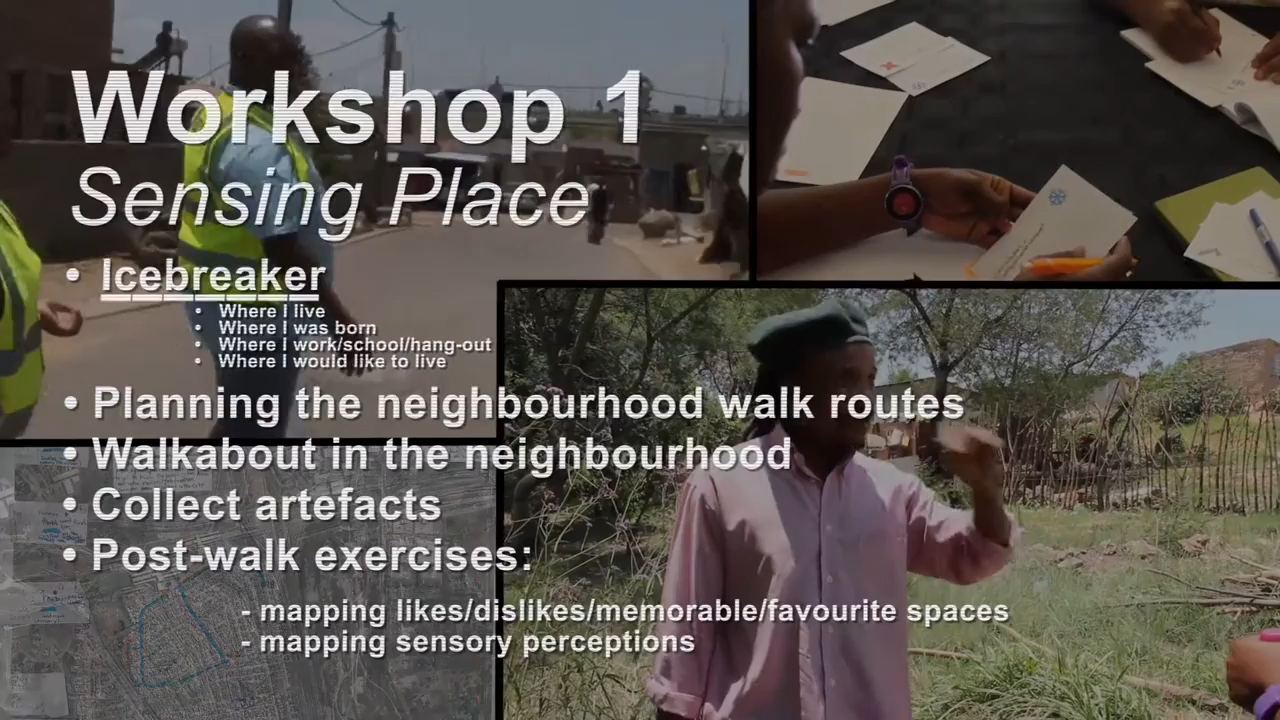 Workshop 1
Sensing Place
• Icebreaker
• Where I live
• Where I was born
• Where I work/school/hang-out
• Where I would like to live
• Planning the neighbourhood walk routes
• Walkabout in the neighbourhood
• Collect artefacts
• Post-walk exercises:
- mapping likes/dislikes/memorable/favourite spaces
- mapping sensory perceptions